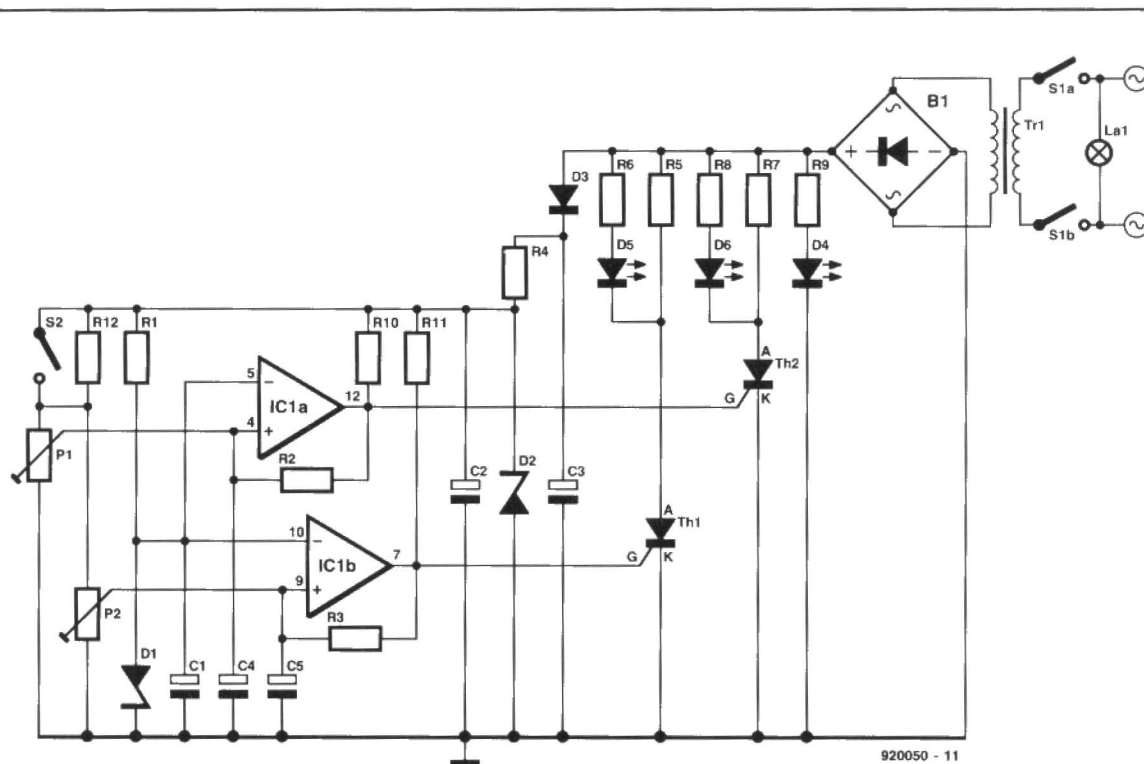 B1
S1a
Tr1
La1
S1b
D3
R6
R5
R8
R7
R9
+
−
R4
D5
D6
D4
S2
R12
R1
R10
R11
5
−
IC1a
12
4
+
A
Th2
G
K
P1
R2
C2
D2
C3
10
−
IC1b
7
9
+
A
Th1
G
K
P2
R3
D1
C1
C4
C5
920050 - 11